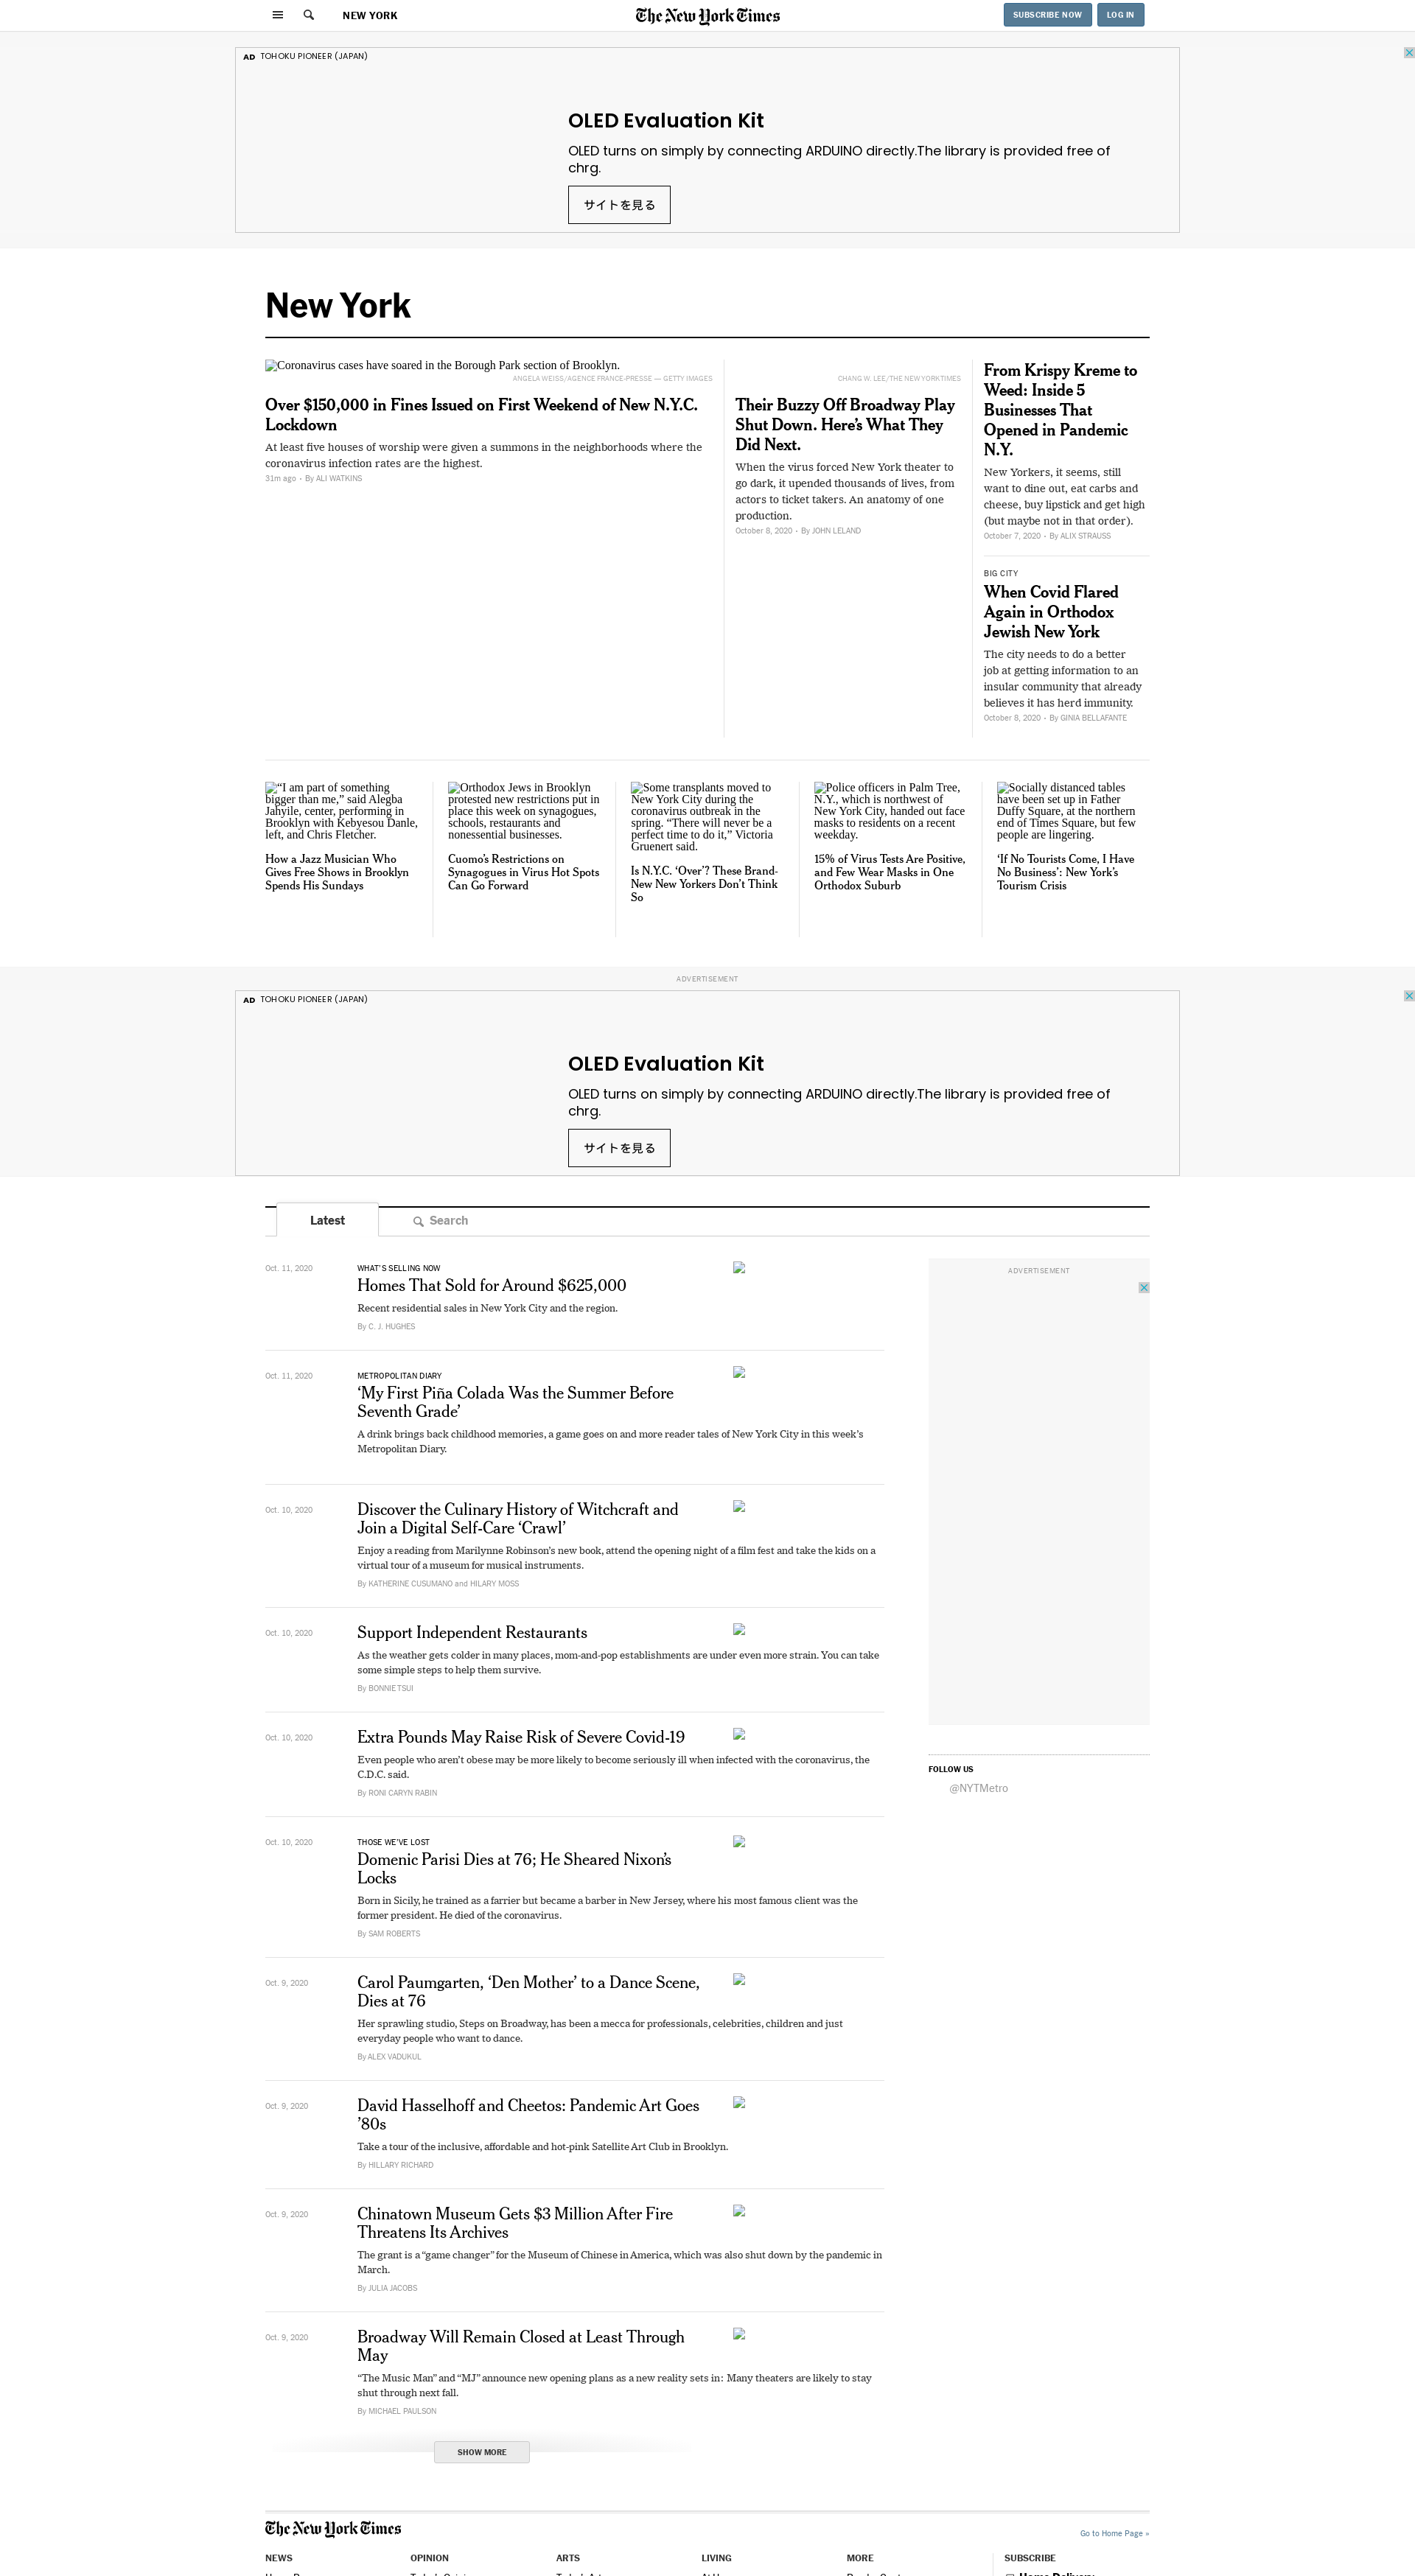 NEW YORK
The New York Times
SUBSCRIBE NOW
LOG IN
AD TOHOKU PIONEER (JAPAN)
OLED Evaluation Kit
OLED turns on simply by connecting ARDUINO directly.The library is provided free of
chrg.
サイトを見る
New York
Coronavirus cases have soared in the Borough Park section of Brooklyn.
ANGELA WEISS/AGENCE FRANCE-PRESSE — GETTY IMAGES
Over $150,000 in Fines Issued on First Weekend of New N.Y.C.
Lockdown
At least five houses of worship were given a summons in the neighborhoods where the
coronavirus infection rates are the highest.
31m ago • By ALI WATKINS
CHANG W. LEE/THE NEW YORKTIMES
Their Buzzy Off Broadway Play
Shut Down. Here’s What They
Did Next.
When the virus forced New York theater to
go dark, it upended thousands of lives, from
actors to ticket takers. An anatomy of one
production.
October 8, 2020 • By JOHN LELAND
From Krispy Kreme to
Weed: Inside 5
Businesses That
Opened in Pandemic
N.Y.
New Yorkers, it seems, still
want to dine out, eat carbs and
cheese, buy lipstick and get high
(but maybe not in that order).
October 7, 2020 • By ALIX STRAUSS
BIG CITY
When Covid Flared
Again in Orthodox
Jewish New York
The city needs to do a better
job at getting information to an
insular community that already
believes it has herd immunity.
October 8, 2020 • By GINIA BELLAFANTE
“I am part of something
bigger than me,” said Alegba
Jahyile, center, performing in
Brooklyn with Kebyesou Danle,
left, and Chris Fletcher.
How a Jazz Musician Who
Gives Free Shows in Brooklyn
Spends His Sundays
Orthodox Jews in Brooklyn
protested new restrictions put in
place this week on synagogues,
schools, restaurants and
nonessential businesses.
Cuomo’s Restrictions on
Synagogues in Virus Hot Spots
Can Go Forward
Some transplants moved to
New York City during the
coronavirus outbreak in the
spring. “There will never be a
perfect time to do it,” Victoria
Gruenert said.
Is N.Y.C. ‘Over’? These Brand-
New New Yorkers Don’t Think
So
Police officers in Palm Tree,
N.Y., which is northwest of
New York City, handed out face
masks to residents on a recent
weekday.
15% of Virus Tests Are Positive,
and Few Wear Masks in One
Orthodox Suburb
Socially distanced tables
have been set up in Father
Duffy Square, at the northern
end of Times Square, but few
people are lingering.
‘If No Tourists Come, I Have
No Business’: New York’s
Tourism Crisis
ADVERTISEMENT
AD TOHOKU PIONEER (JAPAN)
OLED Evaluation Kit
OLED turns on simply by connecting ARDUINO directly.The library is provided free of
chrg.
サイトを見る
Latest
Search
Oct. 11, 2020
WHAT’S SELLING NOW
Homes That Sold for Around $625,000
Recent residential sales in New York City and the region.
By C. J. HUGHES
Oct. 11, 2020
METROPOLITAN DIARY
‘My First Piña Colada Was the Summer Before
Seventh Grade’
A drink brings back childhood memories, a game goes on and more reader tales of New York City in this week’s
Metropolitan Diary.
Oct. 10, 2020
Discover the Culinary History of Witchcraft and
Join a Digital Self-Care ‘Crawl’
Enjoy a reading from Marilynne Robinson’s new book, attend the opening night of a film fest and take the kids on a
virtual tour of a museum for musical instruments.
By KATHERINE CUSUMANO and HILARY MOSS
Oct. 10, 2020
Support Independent Restaurants
As the weather gets colder in many places, mom-and-pop establishments are under even more strain. You can take
some simple steps to help them survive.
By BONNIE TSUI
Oct. 10, 2020
Extra Pounds May Raise Risk of Severe Covid-19
Even people who aren’t obese may be more likely to become seriously ill when infected with the coronavirus, the
C.D.C. said.
By RONI CARYN RABIN
Oct. 10, 2020
THOSE WE’VE LOST
Domenic Parisi Dies at 76; He Sheared Nixon’s
Locks
Born in Sicily, he trained as a farrier but became a barber in New Jersey, where his most famous client was the
former president. He died of the coronavirus.
By SAM ROBERTS
Oct. 9, 2020
Carol Paumgarten, ‘Den Mother’ to a Dance Scene,
Dies at 76
Her sprawling studio, Steps on Broadway, has been a mecca for professionals, celebrities, children and just
everyday people who want to dance.
By ALEX VADUKUL
Oct. 9, 2020
David Hasselhoff and Cheetos: Pandemic Art Goes
’80s
Take a tour of the inclusive, affordable and hot-pink Satellite Art Club in Brooklyn.
By HILLARY RICHARD
Oct. 9, 2020
Chinatown Museum Gets $3 Million After Fire
Threatens Its Archives
The grant is a “game changer” for the Museum of Chinese in America, which was also shut down by the pandemic in
March.
By JULIA JACOBS
Oct. 9, 2020
Broadway Will Remain Closed at Least Through
May
“The Music Man” and “MJ” announce new opening plans as a new reality sets in: Many theaters are likely to stay
shut through next fall.
By MICHAEL PAULSON
SHOW MORE
ADVERTISEMENT
FOLLOW US
@NYTMetro
The New York Times
Go to Home Page »
NEWS
OPINION
ARTS
LIVING
MORE
SUBSCRIBE